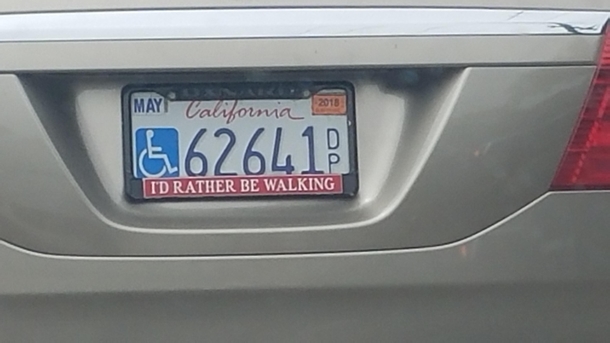 MAY California 2018
62641 DP
I'D RATHER BE WALKING